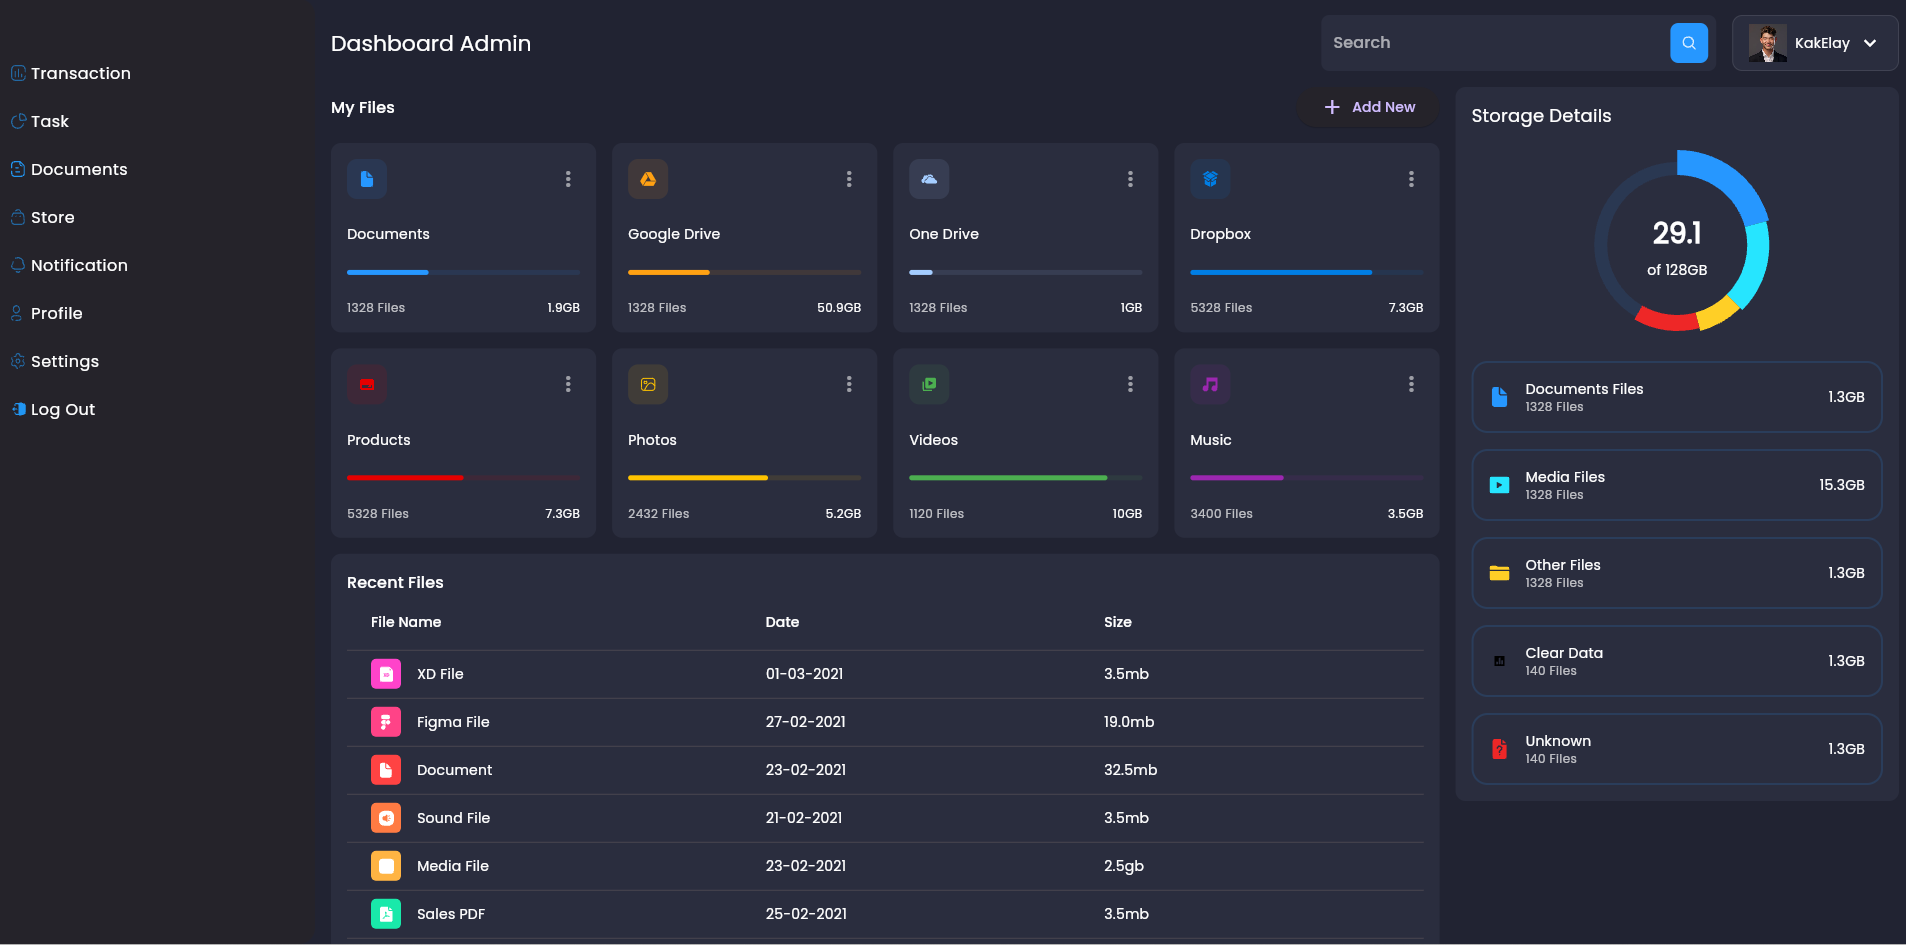 Transaction
Task
Documents
Store
Notification
Profile
Settings
Log Out
Dashboard Admin
Search
KakElay
My Files
Add New
Documents
1328 Files
1.9GB
Google Drive
1328 Files
50.9GB
One Drive
1328 Files
1GB
Dropbox
5328 Files
7.3GB
Products
5328 Files
7.3GB
Photos
2432 Files
5.2GB
Videos
1120 Files
10GB
Music
3400 Files
3.5GB
Recent Files
File Name Date Size
XD File 01-03-2021 3.5mb
Figma File 27-02-2021 19.0mb
Document 23-02-2021 32.5mb
Sound File 21-02-2021 3.5mb
Media File 23-02-2021 2.5gb
Sales PDF 25-02-2021 3.5mb
Storage Details
29.1
of 128GB
Documents Files
1328 Files
1.3GB
Media Files
1328 Files
15.3GB
Other Files
1328 Files
1.3GB
Clear Data
140 Files
1.3GB
Unknown
140 Files
1.3GB